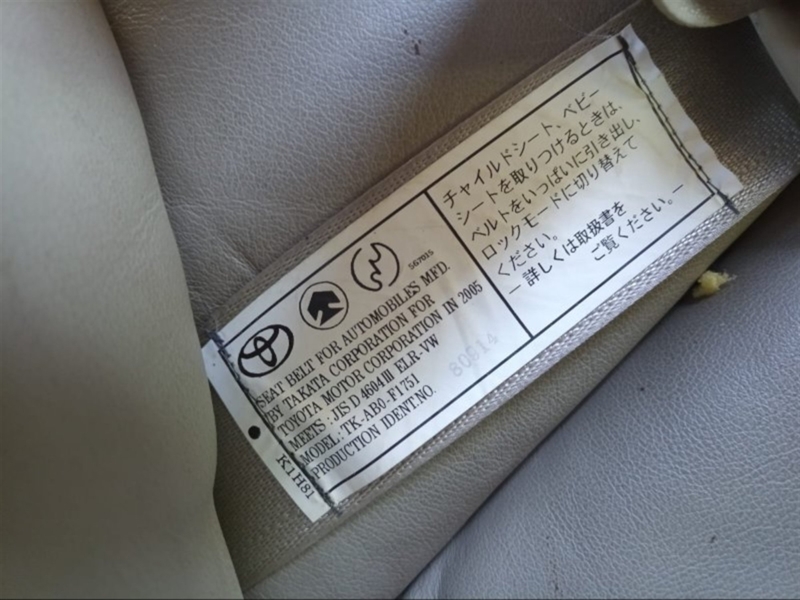 567015
SEAT BELT FOR AUTOMOBILES MFD.
BY TAKATA CORPORATION FOR
TOYOTA MOTOR CORPORATION IN 2005
MEETS : JIS D 4604 III ELR-VW
MODEL: TK-AB0-F1751
PRODUCTION IDENT.NO. 80914
K1H81
チャイルドシート、ベビー
シートを取りつけるときは、
ベルトをいっぱいに引き出し、
ロックモードに切り替えて
ください。
ー詳しくは取扱書を
ご覧ください。ー